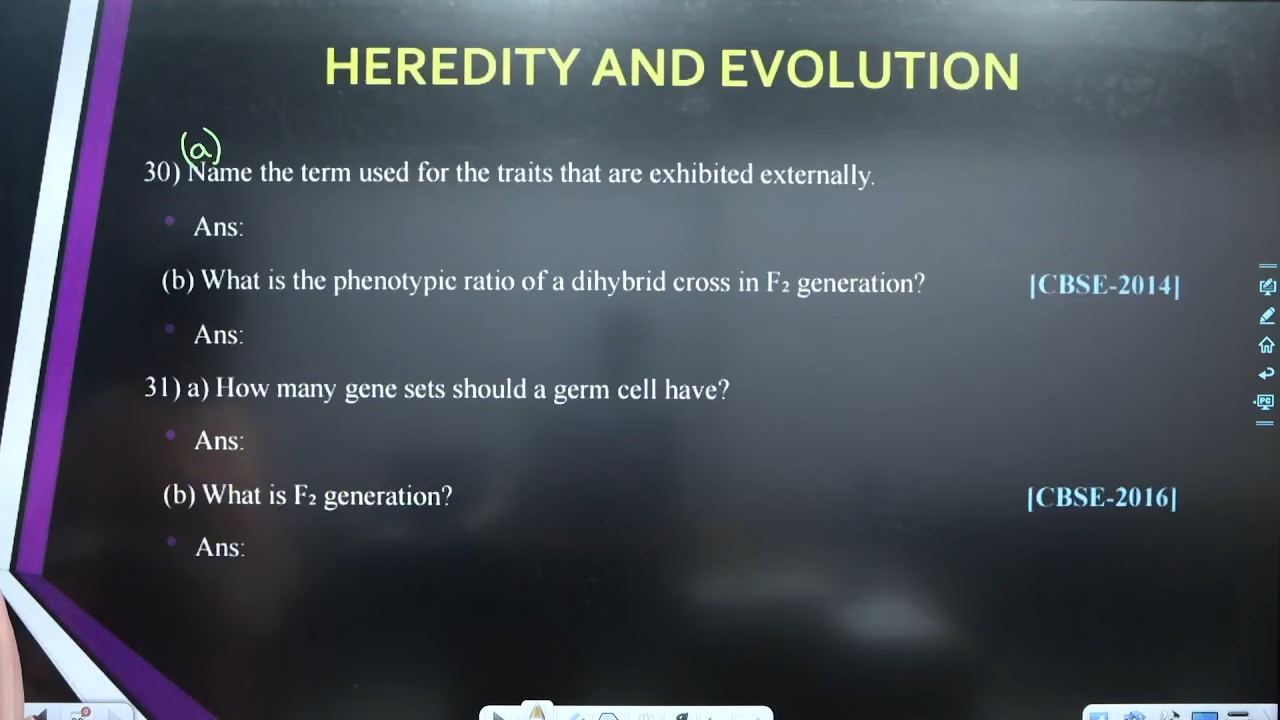 HEREDITY AND EVOLUTION
(a)
30) Name the term used for the traits that are exhibited externally.
Ans:
(b) What is the phenotypic ratio of a dihybrid cross in F₂ generation? [CBSE-2014]
Ans:
31) a) How many gene sets should a germ cell have?
Ans:
(b) What is F₂ generation? [CBSE-2016]
Ans:
PC